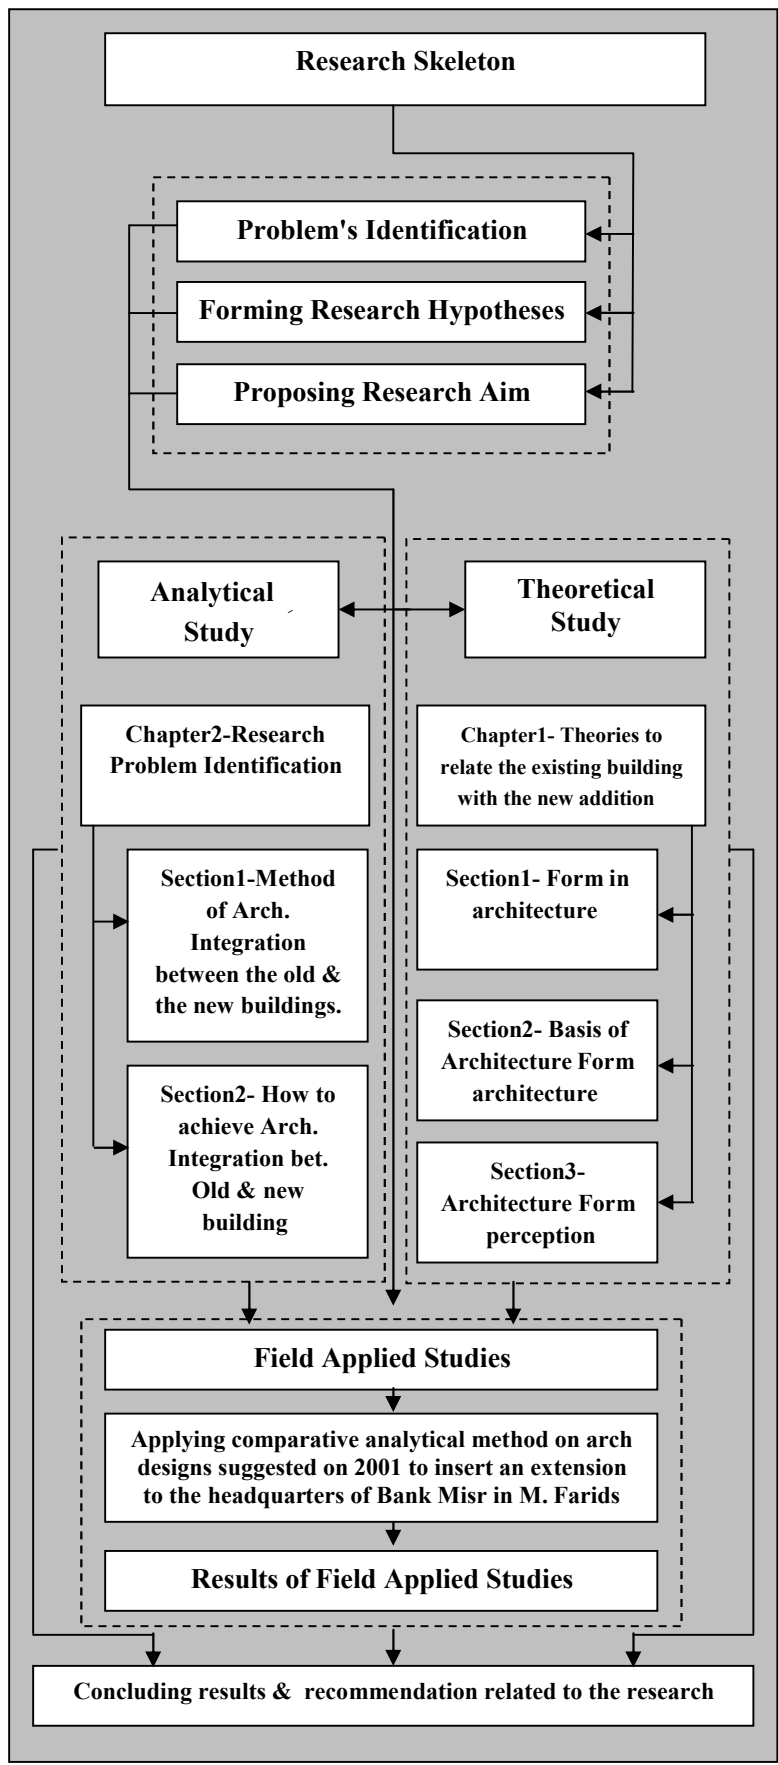 Research Skeleton
Problem's Identification
Forming Research Hypotheses
Proposing Research Aim
Analytical
Study
Theoretical
Study
Chapter2-Research
Problem Identification
Chapter1- Theories to
relate the existing building
with the new addition
Section1-Method
of Arch.
Integration
between the old &
the new buildings.
Section1- Form in
architecture
Section2- Basis of
Architecture Form
architecture
Section2- How to
achieve Arch.
Integration bet.
Old & new
building
Section3-
Architecture Form
perception
Field Applied Studies
Applying comparative analytical method on arch
designs suggested on 2001 to insert an extension
to the headquarters of Bank Misr in M. Farids
Results of Field Applied Studies
Concluding results & recommendation related to the research